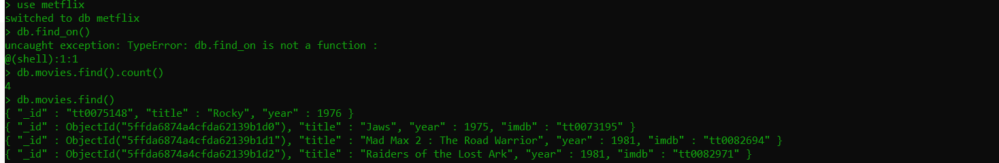 > use metflix
switched to db metflix
> db.find_on()
uncaught exception: TypeError: db.find_on is not a function :
@(shell):1:1
> db.movies.find().count()
4
> db.movies.find()
{ "_id" : "tt0075148", "title" : "Rocky", "year" : 1976 }
{ "_id" : ObjectId("5ffda6874a4cfda62139b1d0"), "title" : "Jaws", "year" : 1975, "imdb" : "tt0073195" }
{ "_id" : ObjectId("5ffda6874a4cfda62139b1d1"), "title" : "Mad Max 2 : The Road Warrior", "year" : 1981, "imdb" : "tt0082694" }
{ "_id" : ObjectId("5ffda6874a4cfda62139b1d2"), "title" : "Raiders of the Lost Ark", "year" : 1981, "imdb" : "tt0082971" }